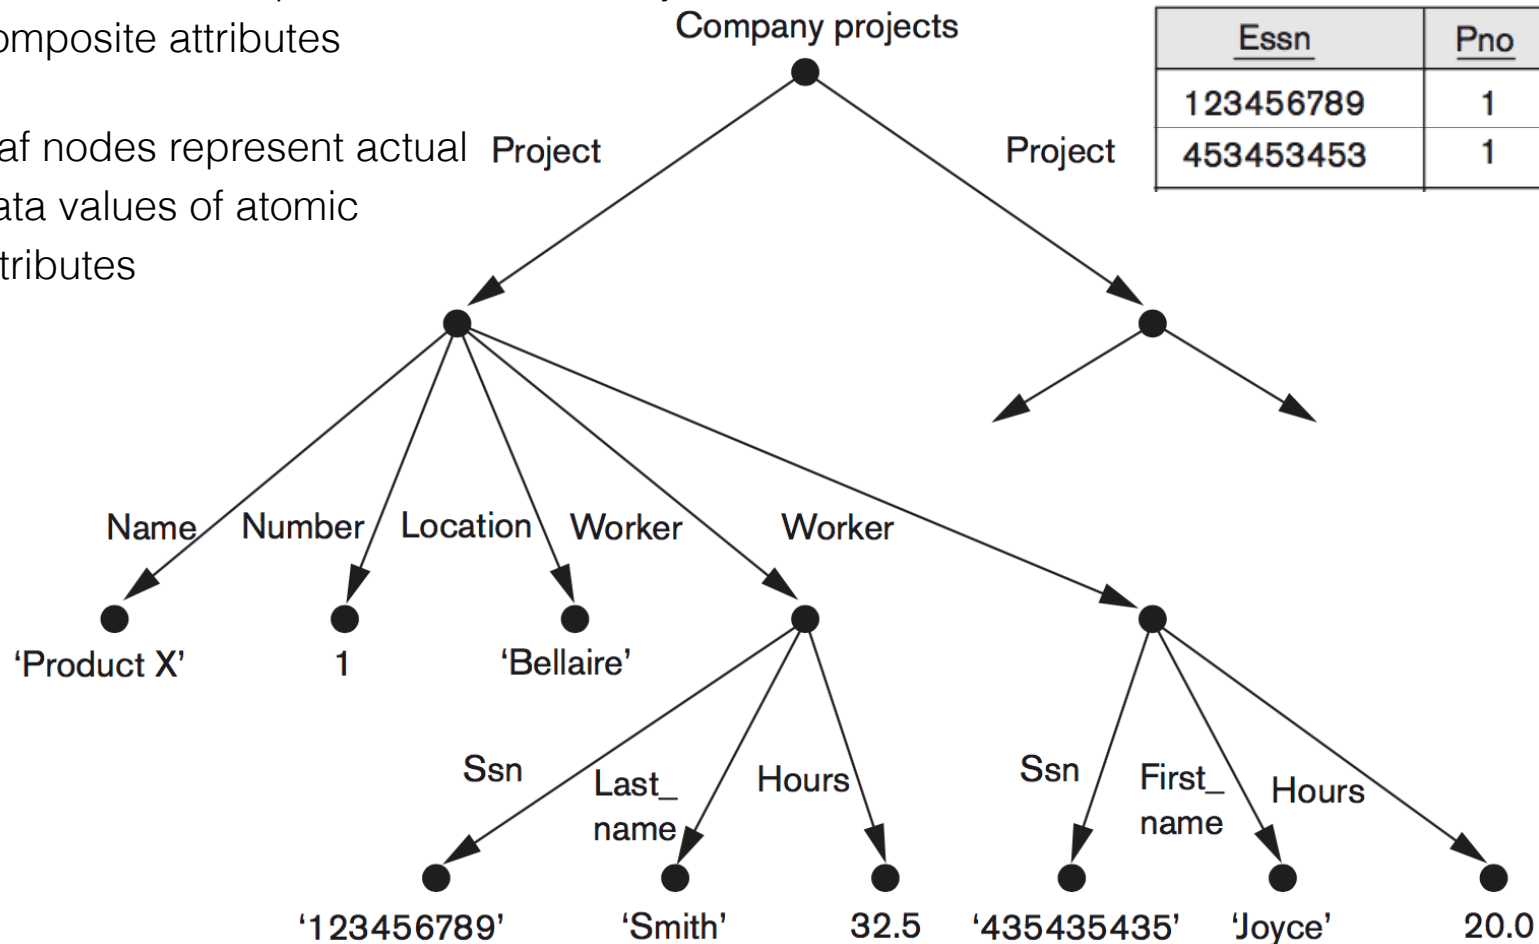 omposite attributes
af nodes represent actual
ata values of atomic
tributes
Company projects
Essn Pno
123456789 1
453453453 1
Project Project
Name Number Location Worker Worker
‘Product X’ 1 ‘Bellaire’
Ssn Last_ Hours Ssn First_ Hours
name name
‘123456789’ ‘Smith’ 32.5 ‘435435435’ ‘Joyce’ 20.0